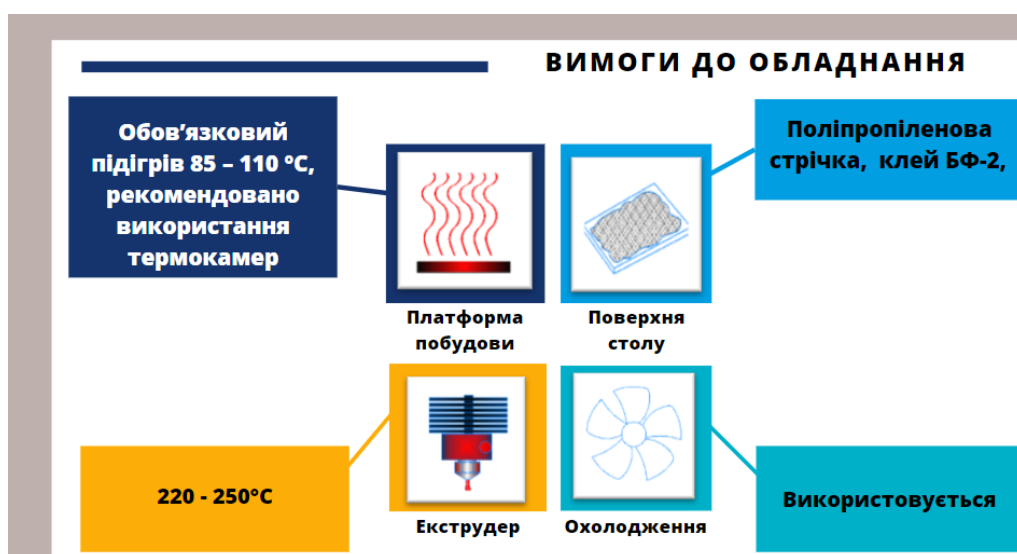 ВИМОГИ ДО ОБЛАДНАННЯ
Обов’язковий
підігрів 85 – 110 °C,
рекомендовано
використання
термокамер
Поліпропіленова
стрічка, клей БФ-2,
Платформа
побудови
Поверхня
столу
220 - 250°C
Екструдер
Охолодження
Використовується